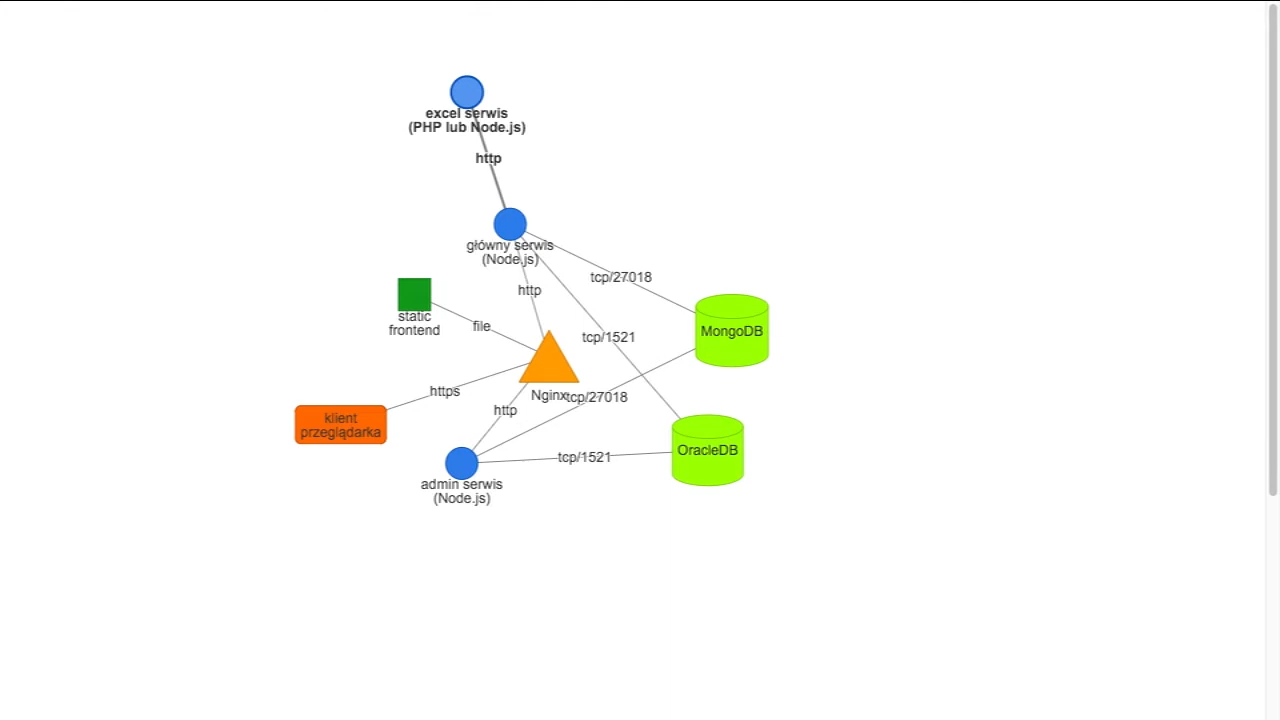 excel serwis
(PHP lub Node.js)
http
główny serwis
(Node.js)
tcp/27018
http
static
frontend
file
tcp/1521
MongoDB
https
Nginx
tcp/27018
http
klient
przeglądarka
OracleDB
tcp/1521
admin serwis
(Node.js)